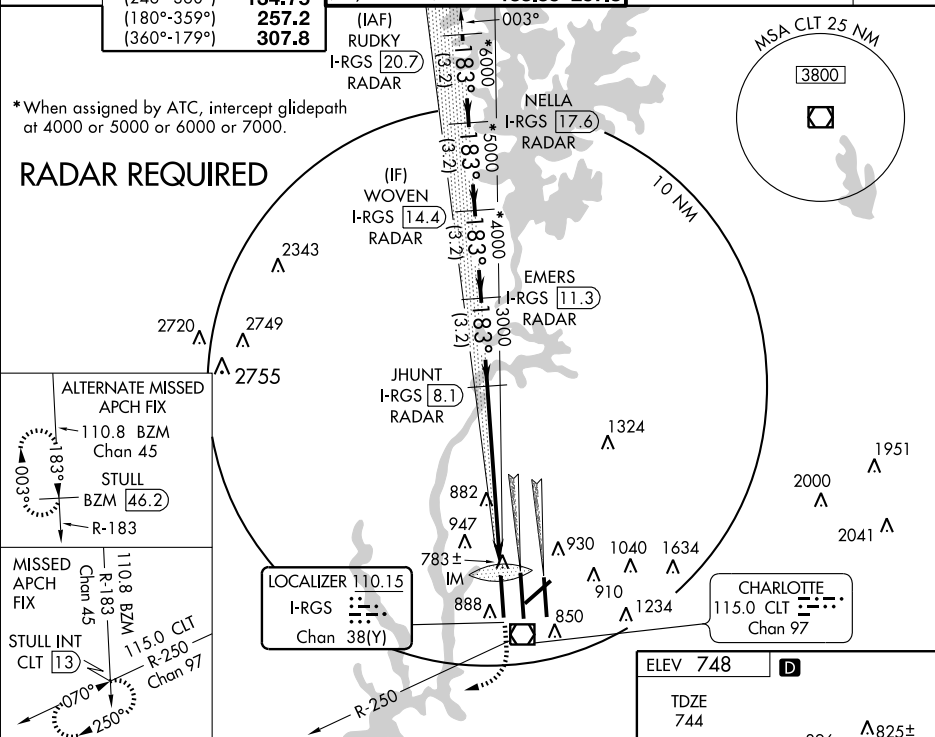 (180°-359°) 257.2
(360°-179°) 307.8
003°
(IAF)
RUDKY
I-RGS 20.7
RADAR
*6000
183°
(3.2)
*When assigned by ATC, intercept glidepath
at 4000 or 5000 or 6000 or 7000.
RADAR REQUIRED
NELLA
I-RGS 17.6
RADAR
*5000
183°
(3.2)
MSA CLT 25 NM
3800
10 NM
(IF)
WOVEN
I-RGS 14.4
RADAR
*4000
183°
(3.2)
EMERS
I-RGS 11.3
RADAR
3000
183°
(3.2)
JHUNT
I-RGS 8.1
RADAR
2343
2720
2749
2755
1324
1951
2000
2041
882
947
783±
IM
930
1040
1634
910
888
850
1234
ALTERNATE MISSED
APCH FIX
110.8 BZM
Chan 45
183°
003°
STULL
BZM 46.2
R-183
MISSED
APCH
FIX
110.8 BZM
R-183
Chan 45
STULL INT
CLT 13
115.0 CLT
R-250
Chan 97
070°
250°
LOCALIZER 110.15
I-RGS
Chan 38(Y)
CHARLOTTE
115.0 CLT
Chan 97
R-250
ELEV 748 D
TDZE
744
825±